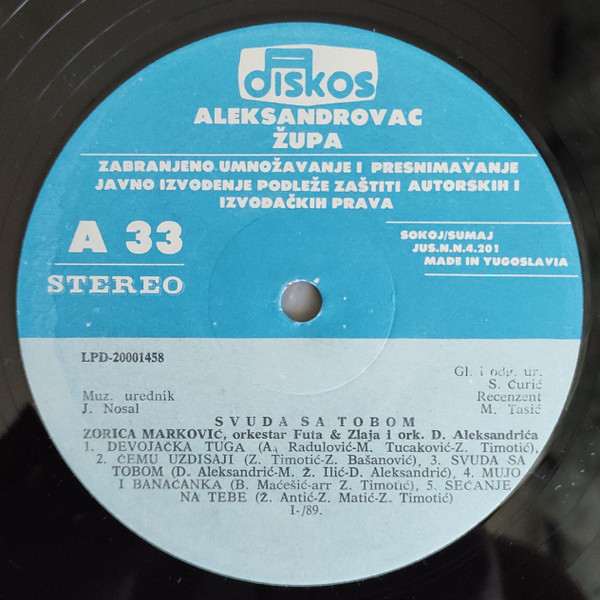 diskos
ALEKSANDROVAC
ŽUPA
ZABRANJENO UMNOŽAVANJE I PRESNIMAVANJE
JAVNO IZVOĐENJE PODLEŽE ZAŠTITI AUTORSKIH I
IZVOĐAČKIH PRAVA
A 33
STEREO
SOKOJ/SUMAJ
JUS.N.N.4.201
MADE IN YUGOSLAVIA
LPD-20001458
Gl. i odg. ur.
S. Ćurić
Muz. urednik
Recenzent
J. Nosal
M. Tasić
SVUDA SA TOBOM
ZORICA MARKOVIĆ, orkestar Futa & Zlaja i ork. D. Aleksandrića
1. DEVOJAČKA TUGA (A. Radulović-M. Tucaković-Z. Timotić),
2. ČEMU UZDISAJI (Z. Timotić-Z. Bašanović), 3. SVUDA SA
TOBOM (D. Aleksandrić-M. Ž. Ilić-D. Aleksandrić), 4. MUJO
I BANAĆANKA (B. Maćešić-arr Z. Timotić), 5. SEĆANJE
NA TEBE (Ž. Antić-Z. Matić-Z. Timotić)
I-/89.